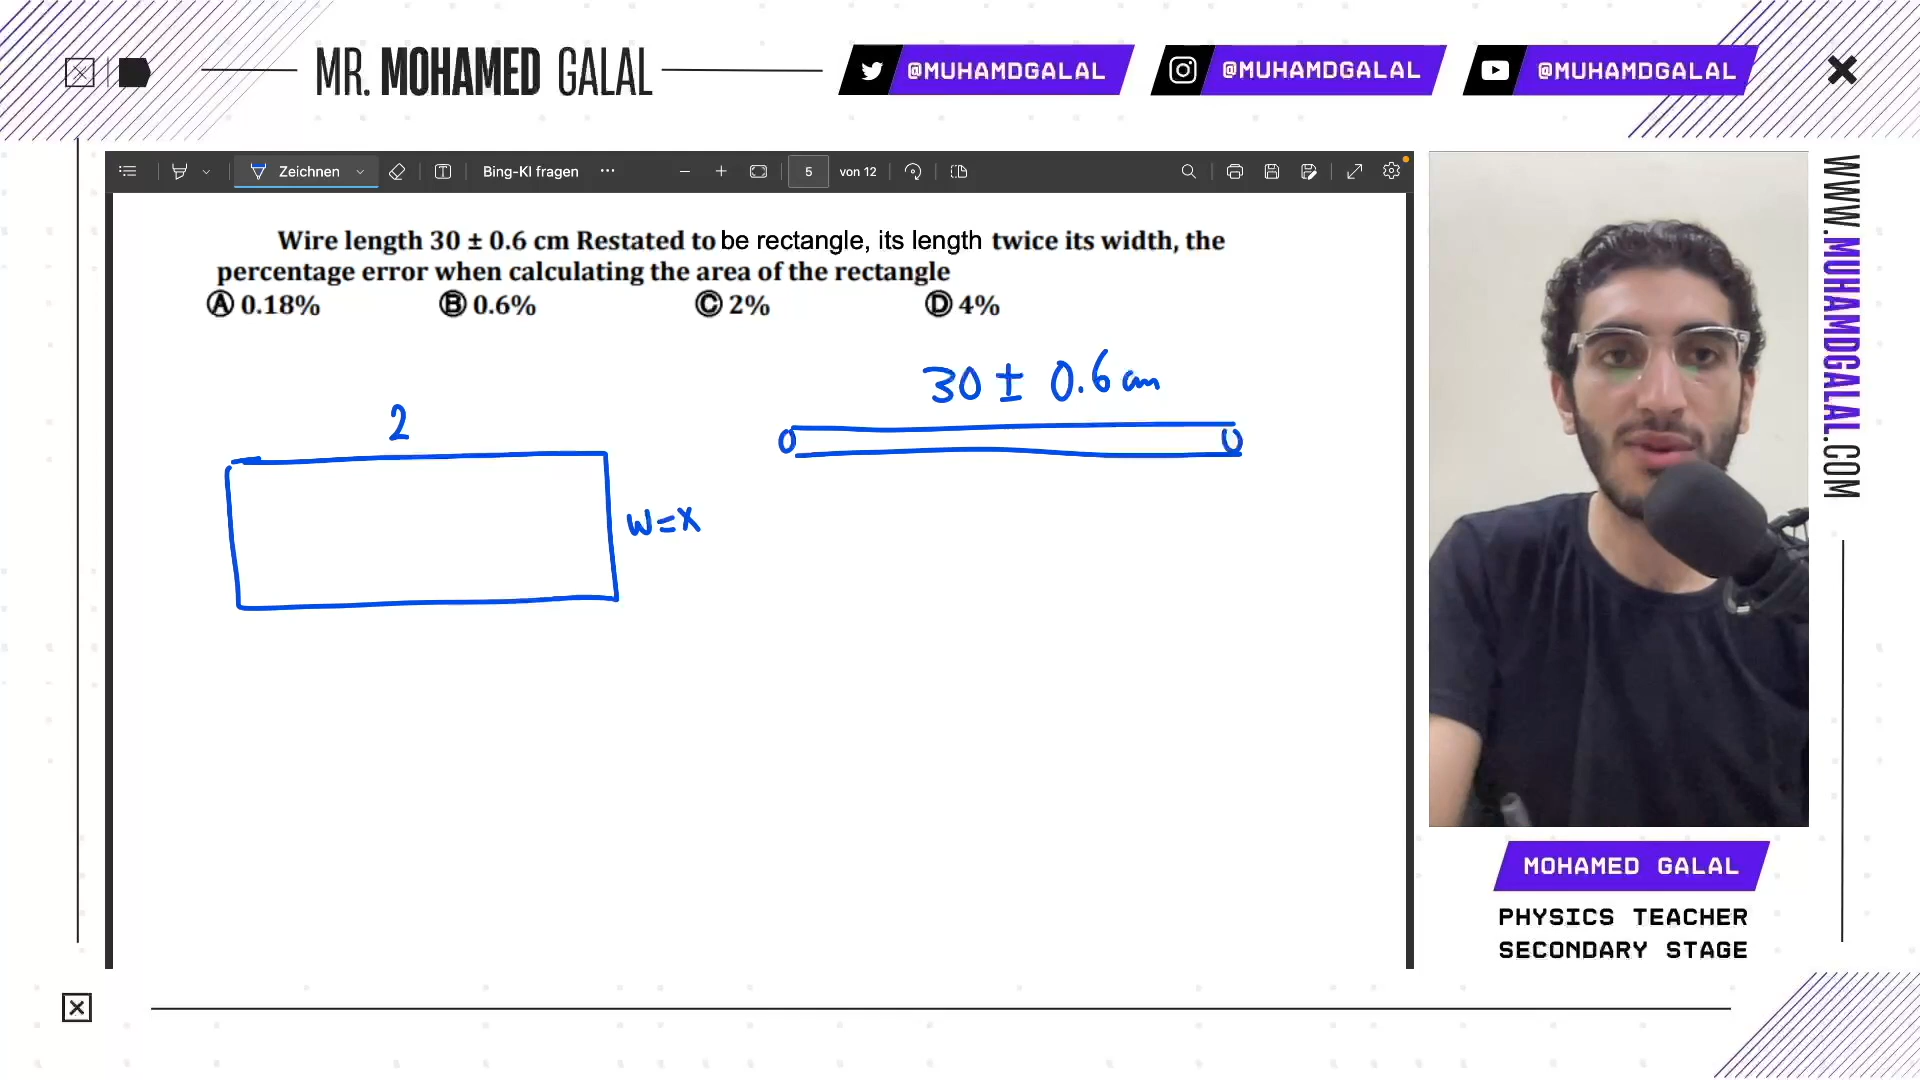 MR. MOHAMED GALAL
@MUHAMDGALAL
@MUHAMDGALAL
@MUHAMDGALAL
Zeichnen
Bing-KI fragen
5
von 12
Wire length 30 ± 0.6 cm Restated to be rectangle, its length twice its width, the
percentage error when calculating the area of the rectangle
Ⓐ 0.18% Ⓑ 0.6% Ⓒ 2% Ⓓ 4%
30 ± 0.6 cm
2
W=X
WWW.MUHAMDGALAL.COM
MOHAMED GALAL
PHYSICS TEACHER
SECONDARY STAGE